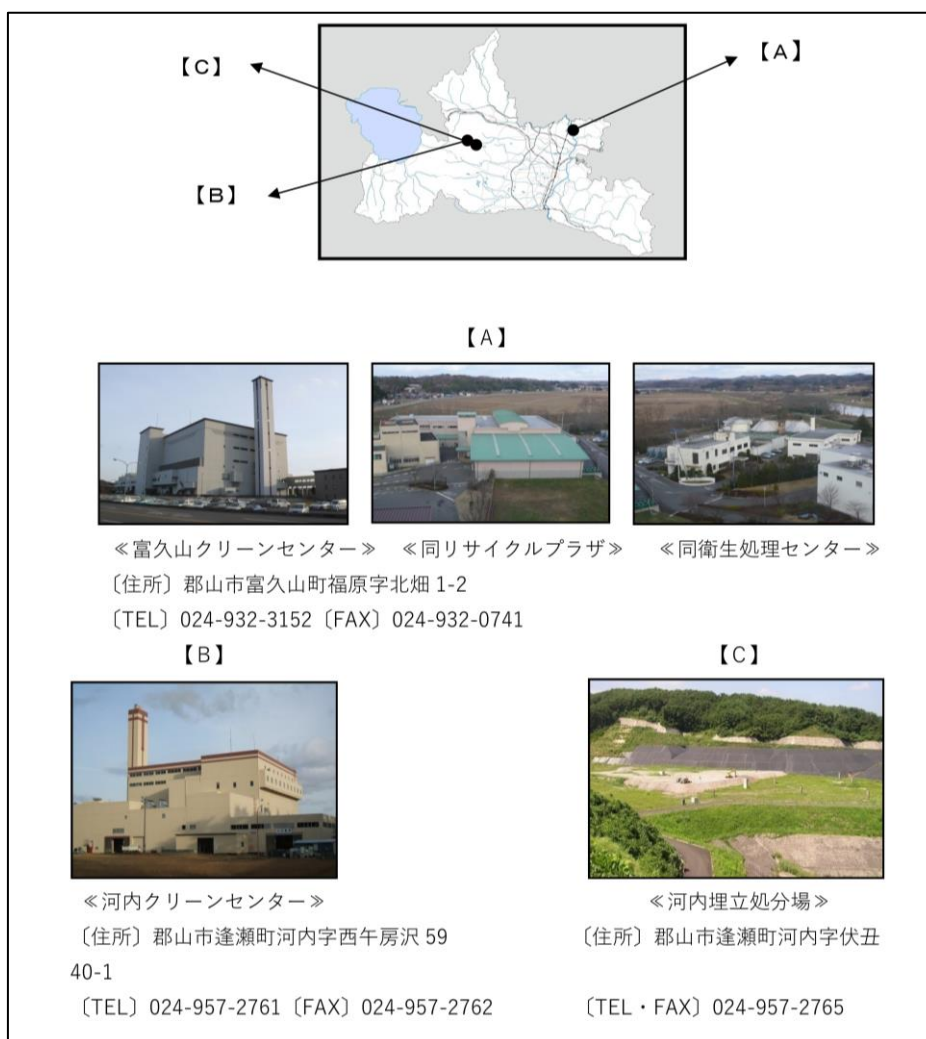 【C】
【A】
【B】
【A】
≪富久山クリーンセンター≫ ≪同リサイクルプラザ≫ ≪同衛生処理センター≫
〔住所〕郡山市富久山町福原字北畑 1-2
〔TEL〕024-932-3152〔FAX〕024-932-0741
【B】
≪河内クリーンセンター≫
〔住所〕郡山市逢瀬町河内字西午房沢 59
40-1
〔TEL〕024-957-2761〔FAX〕024-957-2762
【C】
≪河内埋立処分場≫
〔住所〕郡山市逢瀬町河内字伏丑
〔TEL・FAX〕024-957-2765